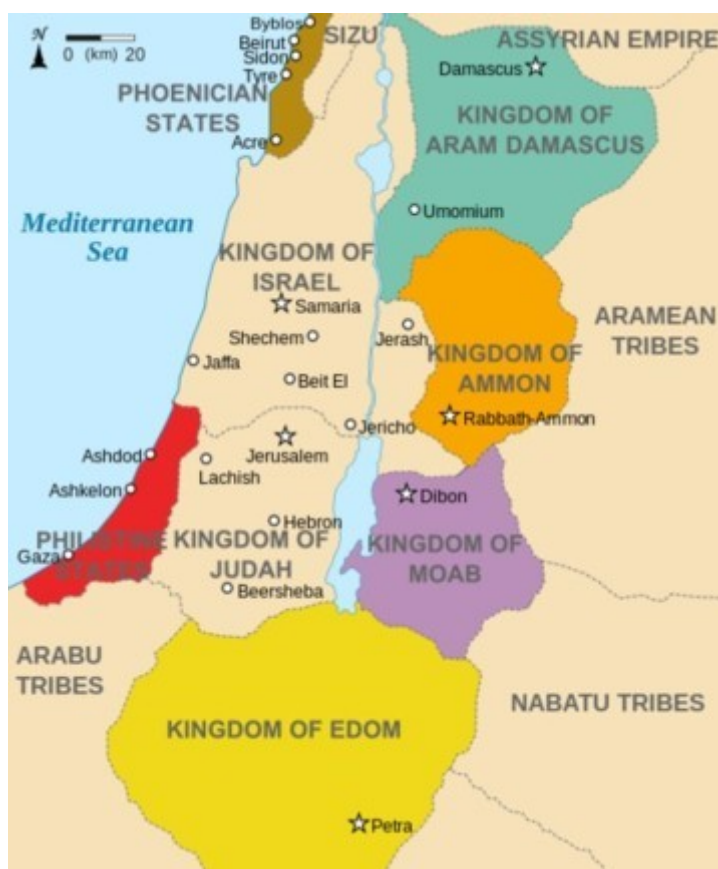 N
0 (km) 20
Byblos
Beirut
Sidon
Tyre
SIZU
ASSYRIAN EMPIRE
Damascus
PHOENICIAN
STATES
KINGDOM OF
ARAM DAMASCUS
Acre
Mediterranean
Sea
Umomium
KINGDOM OF
ISRAEL
Samaria
Shechem
Jerash
ARAMEAN
TRIBES
Jaffa
KINGDOM OF
AMMON
Beit El
Rabbath-Ammon
Jericho
Ashdod
Jerusalem
Lachish
Ashkelon
Dibon
Hebron
Gaza
PHILISTINE
STATES
KINGDOM OF
JUDAH
KINGDOM OF
MOAB
Beersheba
ARABU
TRIBES
NABATU TRIBES
KINGDOM OF EDOM
Petra